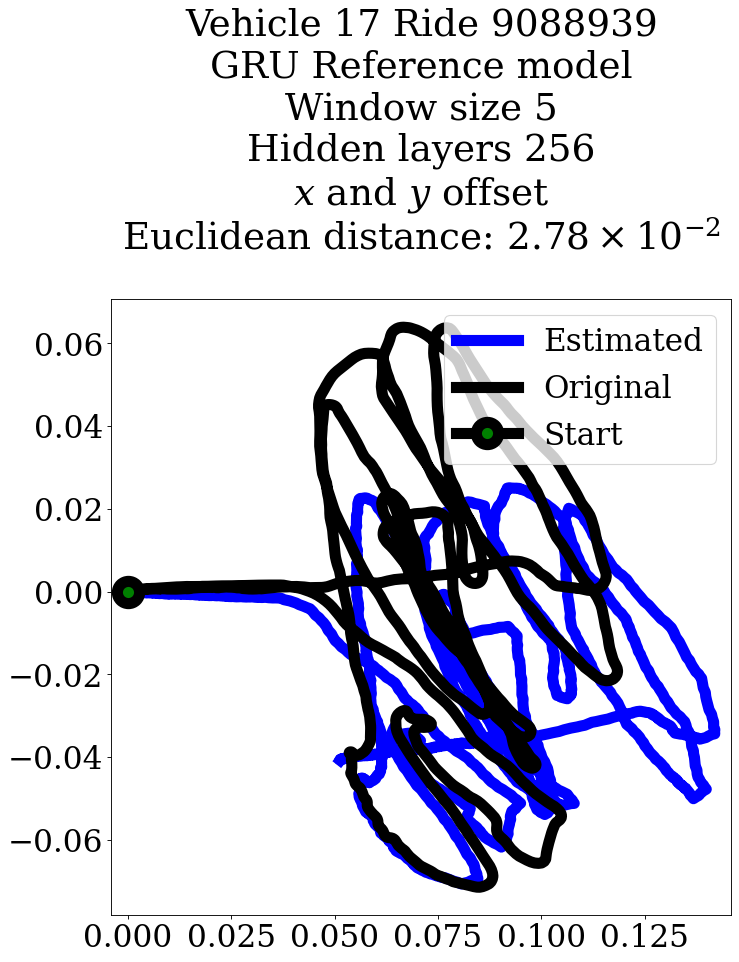 Vehicle 17 Ride 9088939
GRU Reference model
Window size 5
Hidden layers 256
x and y offset
Euclidean distance: 2.78 × 10⁻²
Estimated
Original
Start
0.06
0.04
0.02
0.00
−0.02
−0.04
−0.06
0.000 0.025 0.050 0.075 0.100 0.125